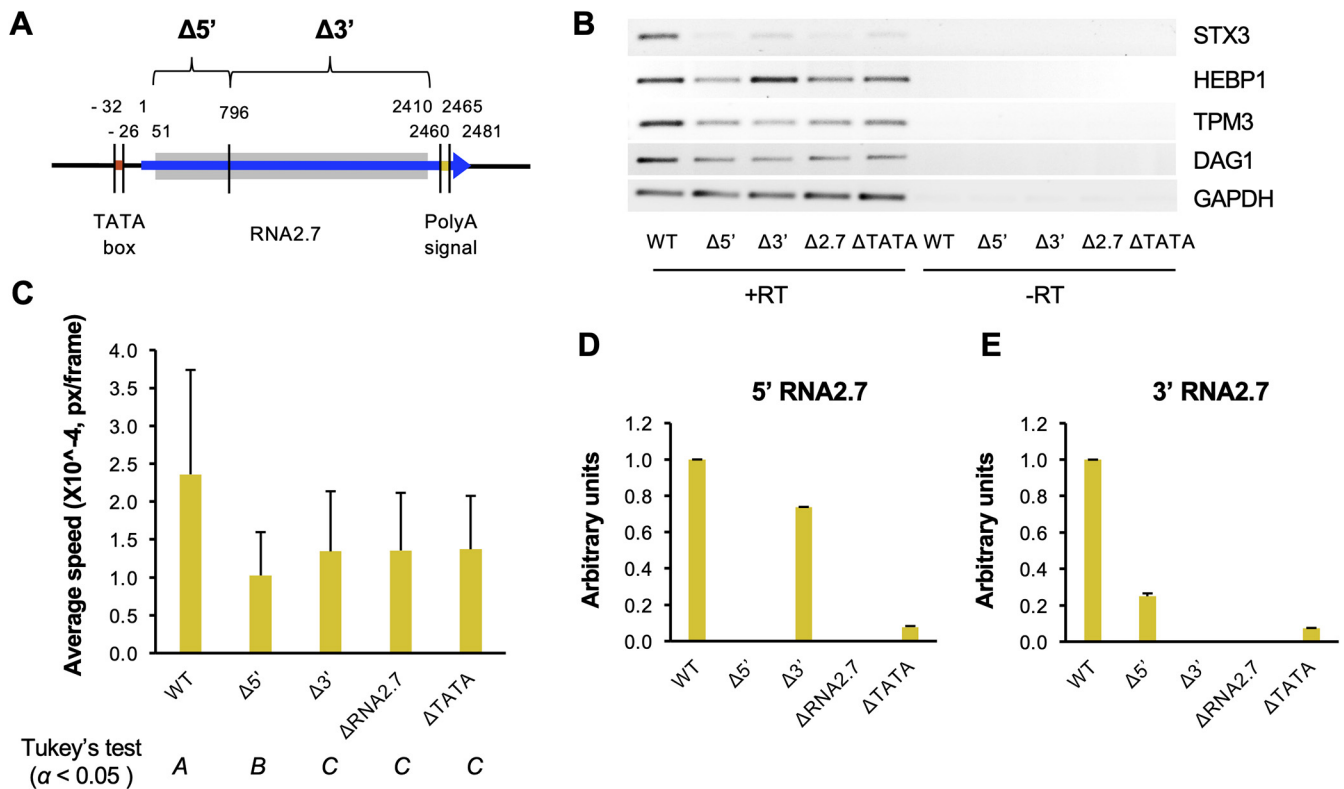 A
Δ5’ Δ3’
- 32 1 2410 2465
- 26 51 796 2460 2481
TATA box
RNA2.7
PolyA signal
B
STX3
HEBP1
TPM3
DAG1
GAPDH
WT Δ5’ Δ3’ Δ2.7 ΔTATA WT Δ5’ Δ3’ Δ2.7 ΔTATA
+RT -RT
C
Average speed (X10^-4, px/frame)
4.0
3.5
3.0
2.5
2.0
1.5
1.0
0.5
0.0
WT Δ5' Δ3' ΔRNA2.7 ΔTATA
Tukey’s test
(α < 0.05 )
A B C C C
D
5’ RNA2.7
Arbitrary units
1.2
1.0
0.8
0.6
0.4
0.2
0.0
WT Δ5' Δ3' ΔRNA2.7 ΔTATA
E
3’ RNA2.7
Arbitrary units
1.2
1.0
0.8
0.6
0.4
0.2
0.0
WT Δ5' Δ3' ΔRNA2.7 ΔTATA